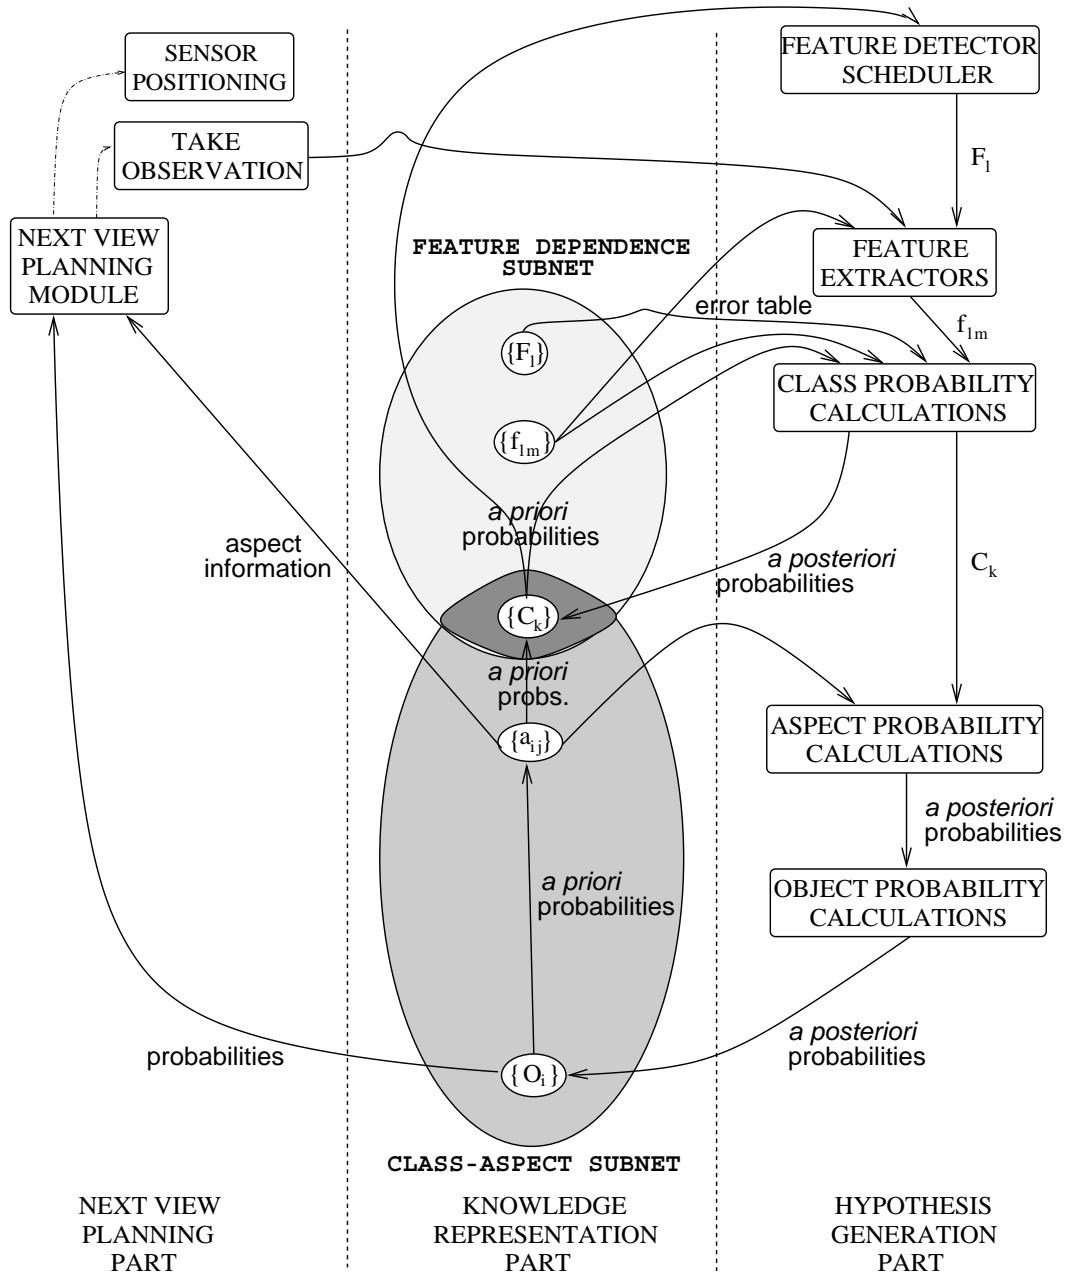 SENSOR
POSITIONING
TAKE
OBSERVATION
NEXT VIEW
PLANNING
MODULE
FEATURE DETECTOR
SCHEDULER
F_l
FEATURE
EXTRACTORS
FEATURE DEPENDENCE
SUBNET
error table
f_lm
{F_l}
CLASS PROBABILITY
CALCULATIONS
{f_lm}
a priori
probabilities
aspect
information
a posteriori
probabilities
C_k
{C_k}
a priori
probs.
{a_ij}
ASPECT PROBABILITY
CALCULATIONS
a posteriori
probabilities
a priori
probabilities
OBJECT PROBABILITY
CALCULATIONS
a posteriori
probabilities
probabilities
{O_i}
CLASS-ASPECT SUBNET
NEXT VIEW
PLANNING
PART
KNOWLEDGE
REPRESENTATION
PART
HYPOTHESIS
GENERATION
PART